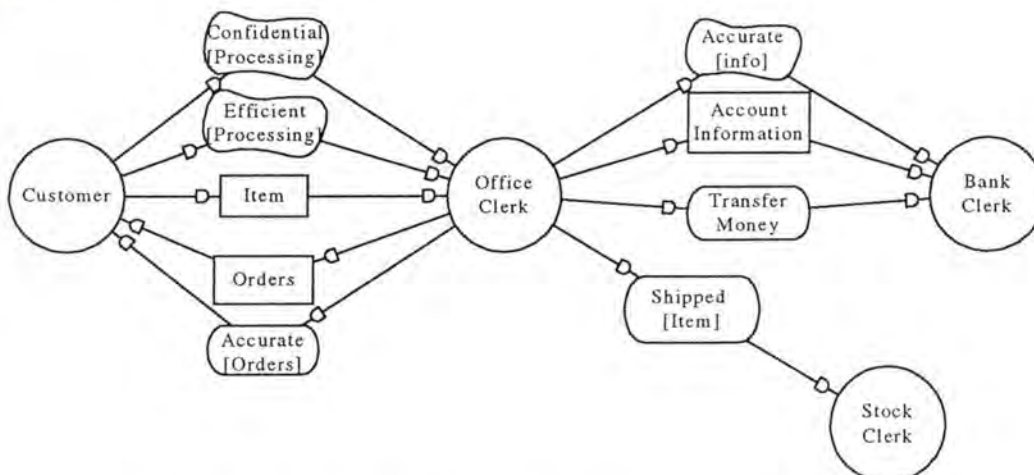 Confidential
[Processing]
Efficient
[Processing]
Customer
Item
Orders
Accurate
[Orders]
Office
Clerk
Accurate
[info]
Account
Information
Transfer
Money
Shipped
[Item]
Bank
Clerk
Stock
Clerk